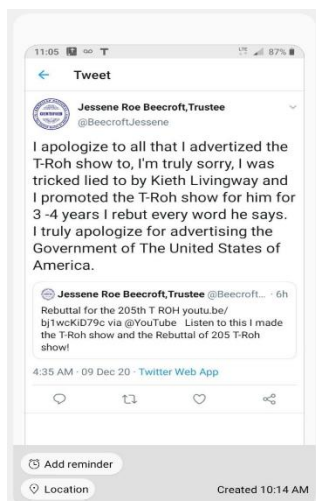 11:05 T LTE 87%
Tweet
Jessene Roe Beecroft,Trustee
@BeecroftJessene
I apologize to all that I advertized the
T-Roh show to, I'm truly sorry, I was
tricked lied to by Kieth Livingway and
I promoted the T-Roh show for him for
3 -4 years I rebut every word he says.
I truly apologize for advertising the
Government of The United States of
America.
Jessene Roe Beecroft,Trustee @Beecroft... · 6h
Rebuttal for the 205th T ROH youtu.be/
bj1wcKiD79c via @YouTube Listen to this I made
the T-Roh show and the Rebuttal of 205 T-Roh
show!
4:35 AM · 09 Dec 20 · Twitter Web App
Add reminder
Location Created 10:14 AM